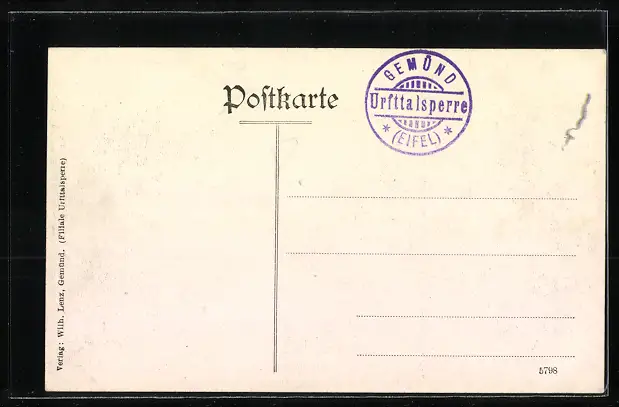 Postkarte
GEMÜND
Urfttalsperre
* (EIFEL) *
Verlag: Wilh. Lenz, Gemünd. (Filiale Urfttalsperre)
5798